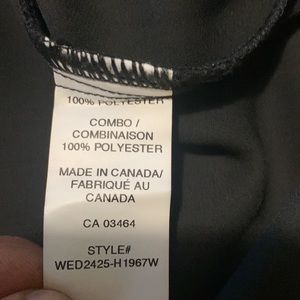 100% POLYESTER
COMBO /
COMBINAISON
100% POLYESTER
MADE IN CANADA/
FABRIQUÉ AU
CANADA
CA 03464
STYLE#
WED2425-H1967W